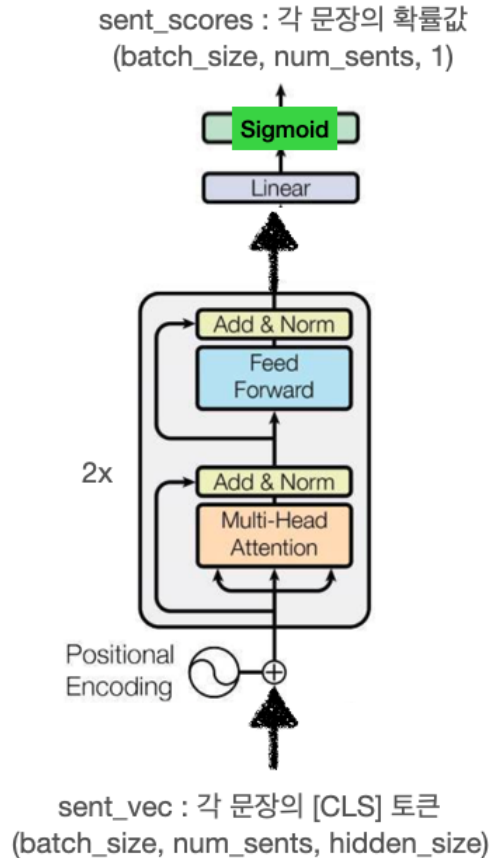 sent_scores : 각 문장의 확률값
(batch_size, num_sents, 1)
Sigmoid
Linear
Add & Norm
Feed
Forward
2x
Add & Norm
Multi-Head
Attention
Positional
Encoding
sent_vec : 각 문장의 [CLS] 토큰
(batch_size, num_sents, hidden_size)